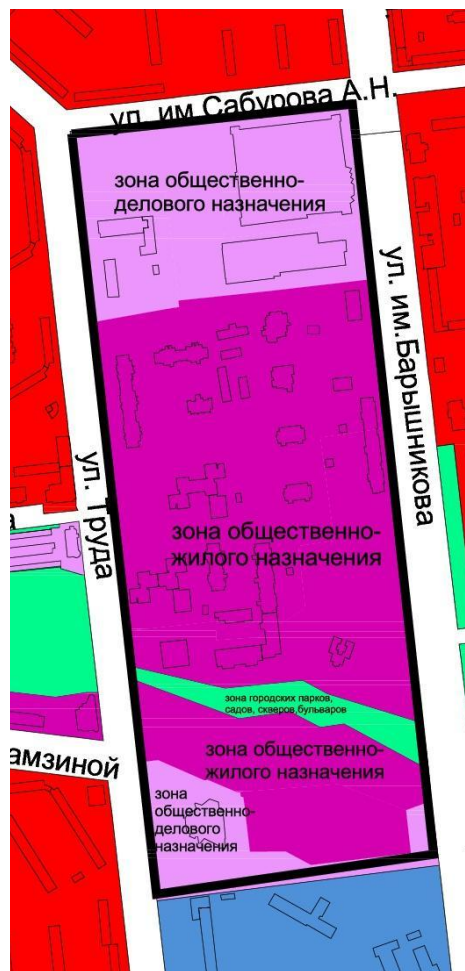 ул. им Сабурова А.Н.
зона общественно-
делового назначения
ул. им.Барышникова
ул. Труда
зона общественно-
жилого назначения
зона городских парков,
садов, скверов,бульваров
зона общественно-
жилого назначения
амзиной
зона
общественно-
делового
назначения